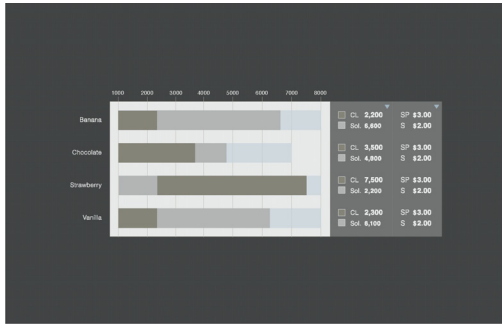 1000 2000 3000 4000 5000 6000 7000 8000
Banana
CL 2,200 SP $3.00
Sol. 6,600 S $2.00
Chocolate
CL 3,500 SP $3.00
Sol. 4,800 S $2.00
Strawberry
CL 7,500 SP $3.00
Sol. 2,200 S $2.00
Vanilla
CL 2,300 SP $3.00
Sol. 6,100 S $2.00